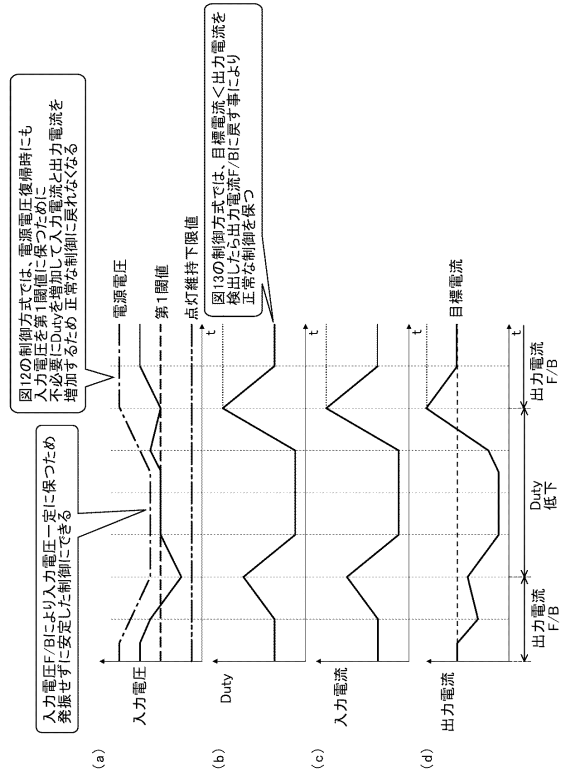 図12の制御方式では、電源電圧復帰時にも
入力電圧を第1閾値に保つために
不必要にDutyを増加して入力電流と出力電流を
増加するため 正常な制御に戻れなくなる
入力電圧F/Bにより入力電圧一定に保つため
発振せずに安定した制御にできる
(a)
入力電圧
電源電圧
第1閾値
点灯維持下限値
t
図13の制御方式では、目標電流<出力電流を
検出したら出力電流F/Bに戻す事により
正常な制御を保つ
(b)
Duty
t
(c)
入力電流
t
(d)
出力電流
目標電流
t
出力電流
F/B
Duty
低下
出力電流
F/B